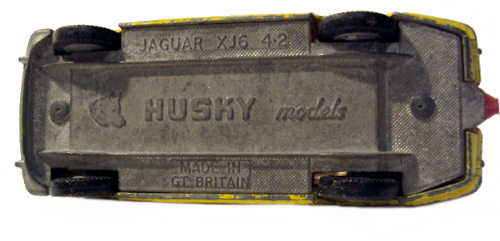 JAGUAR XJ6 4·2
HUSKY models
MADE IN
GT BRITAIN